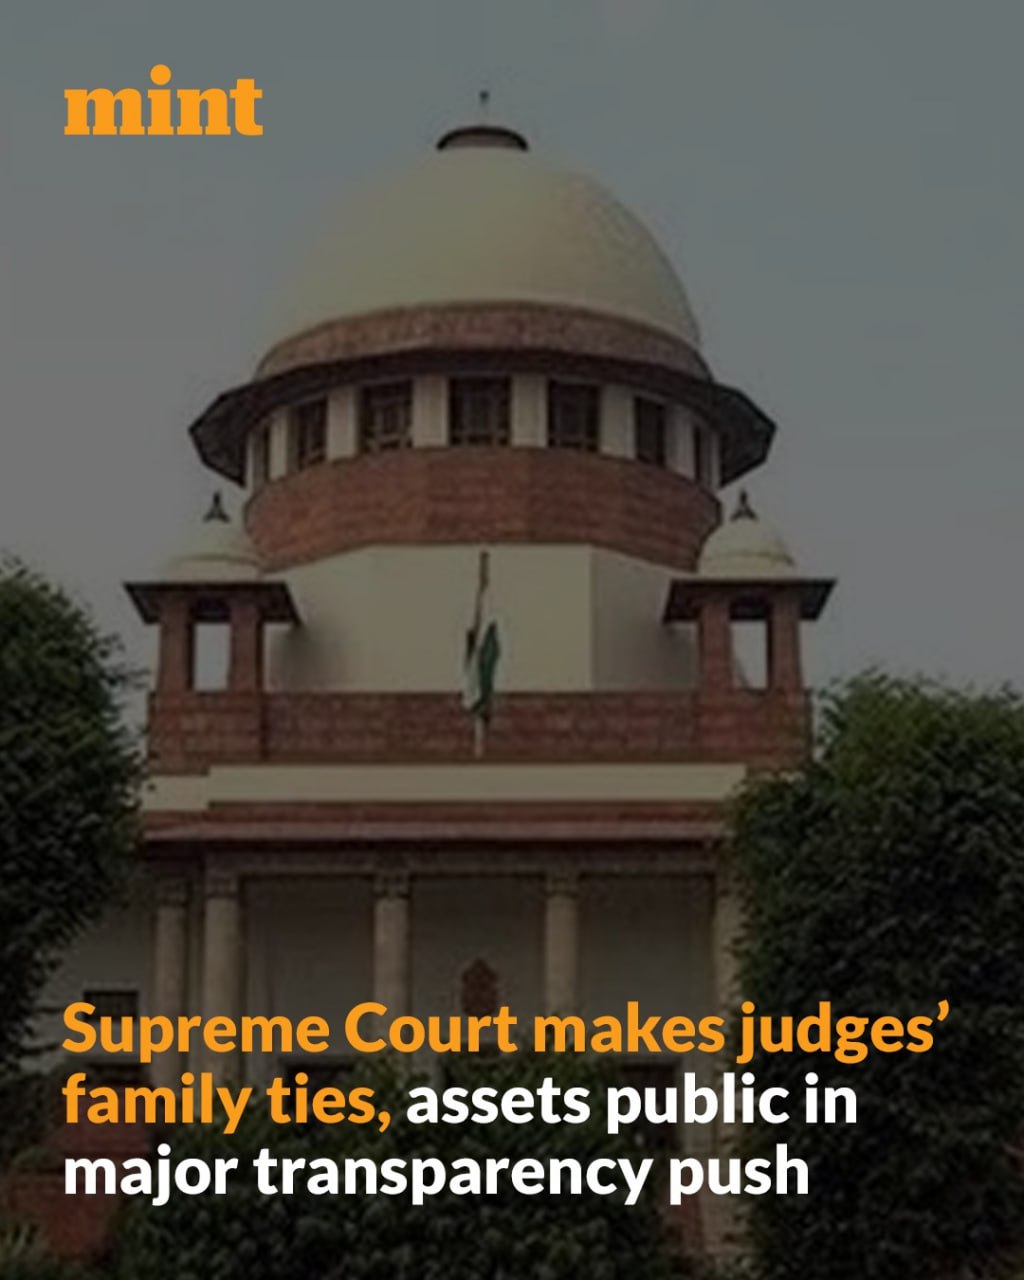 mint
Supreme Court makes judges’
family ties, assets public in
major transparency push